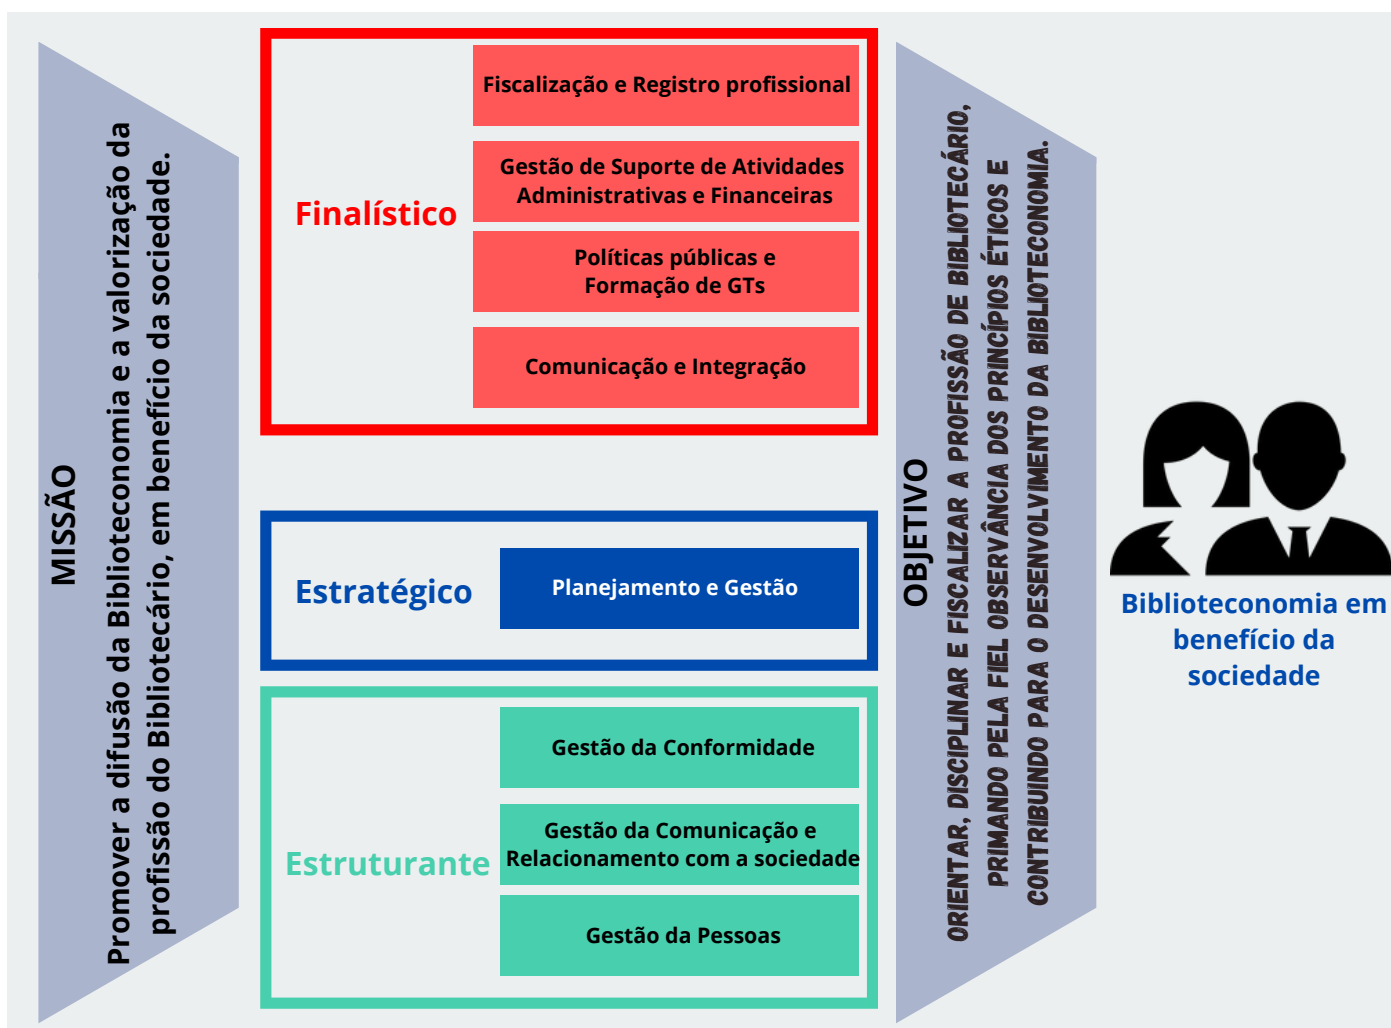 MISSÃO
Promover a difusão da Biblioteconomia e a valorização da
profissão do Bibliotecário, em benefício da sociedade.
Finalístico
Fiscalização e Registro profissional
Gestão de Suporte de Atividades
Administrativas e Financeiras
Políticas públicas e
Formação de GTs
Comunicação e Integração
Estratégico
Planejamento e Gestão
Estruturante
Gestão da Conformidade
Gestão da Comunicação e
Relacionamento com a sociedade
Gestão da Pessoas
OBJETIVO
ORIENTAR, DISCIPLINAR E FISCALIZAR A PROFISSÃO DE BIBLIOTECÁRIO,
PRIMANDO PELA FIEL OBSERVÂNCIA DOS PRINCÍPIOS ÉTICOS E
CONTRIBUINDO PARA O DESENVOLVIMENTO DA BIBLIOTECONOMIA.
Biblioteconomia em
benefício da
sociedade